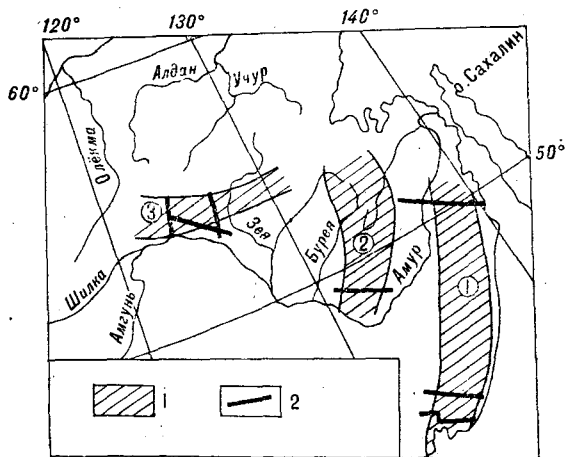 120° 130° 140°
60°
50°
Олёкма
Алдан
Учур
о. Сахалин
Зея
Бурея
Амур
Шилка
Амгунь
3
2
1
1
2